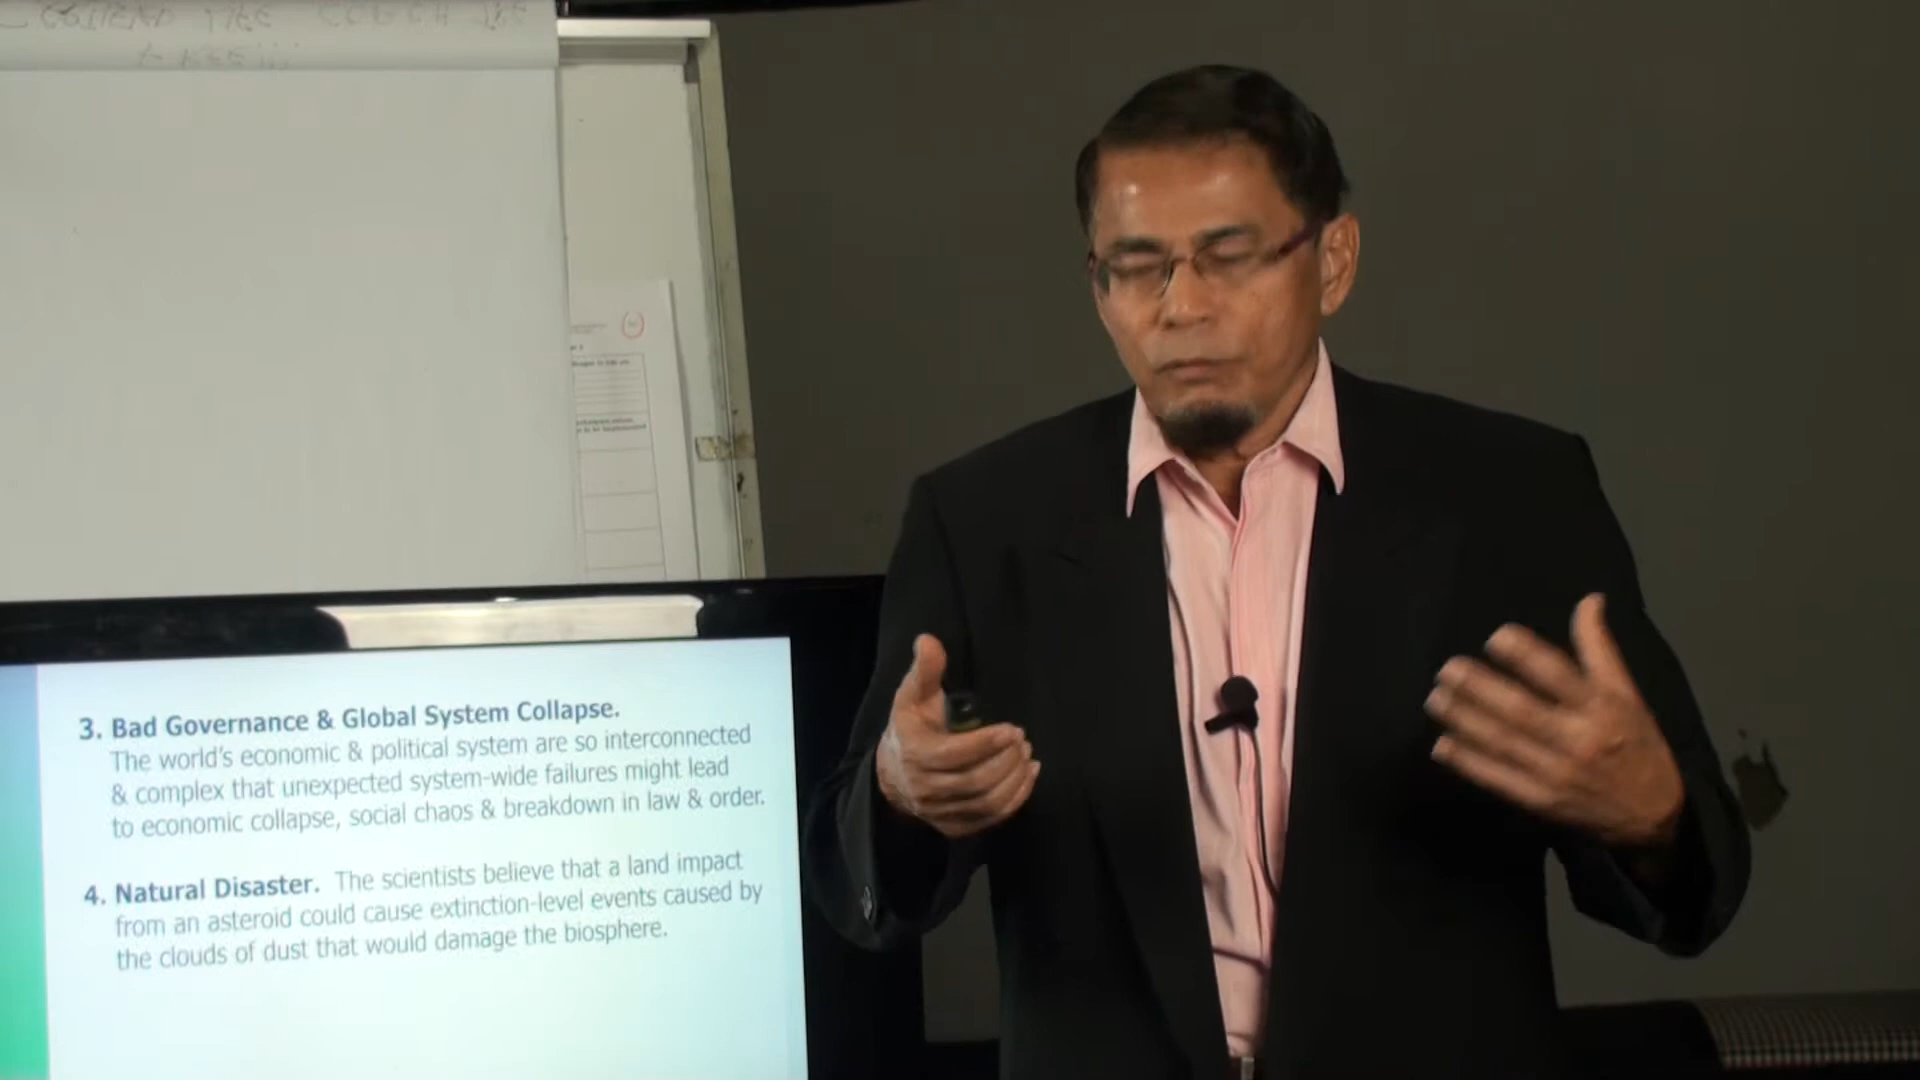 3. Bad Governance & Global System Collapse.
The world's economic & political system are so interconnected
& complex that unexpected system-wide failures might lead
to economic collapse, social chaos & breakdown in law & order.
4. Natural Disaster. The scientists believe that a land impact
from an asteroid could cause extinction-level events caused by
the clouds of dust that would damage the biosphere.